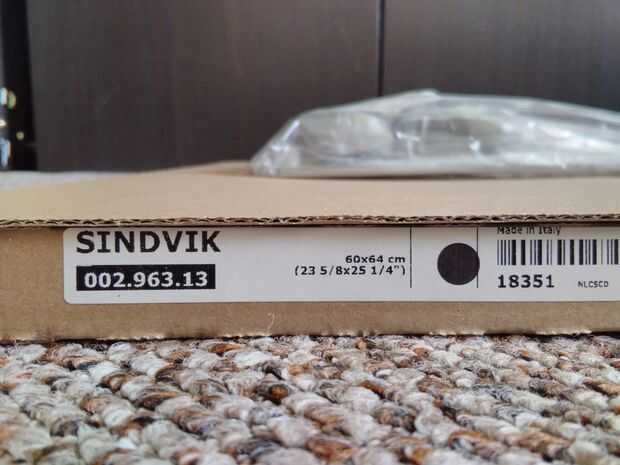 SINDVIK
002.963.13
60x64 cm
(23 5/8x25 1/4")
Made in Italy
18351
NLCSCD